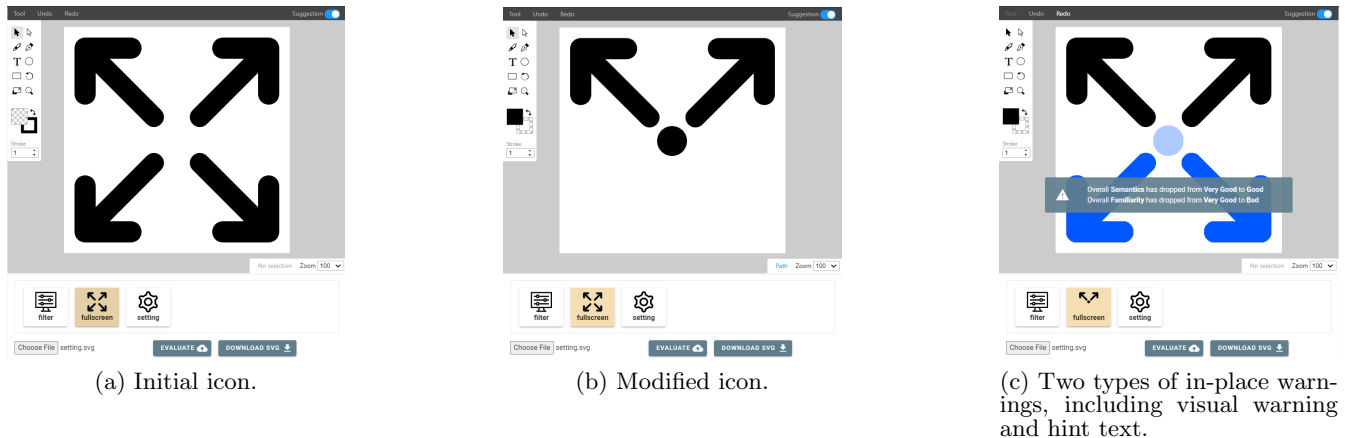 Tool Undo Redo Suggestion
T
Stroke
1
No selection Zoom 100
filter fullscreen setting
Choose File setting.svg EVALUATE DOWNLOAD SVG
(a) Initial icon.
Tool Undo Redo Suggestion
T
Stroke
1
Path Zoom 100
filter fullscreen setting
Choose File setting.svg EVALUATE DOWNLOAD SVG
(b) Modified icon.
Tool Undo Redo Suggestion
T
Stroke
1
Overall Semantics has dropped from Very Good to Good
Overall Familiarity has dropped from Very Good to Bad
No selection Zoom 100
filter fullscreen setting
Choose File setting.svg EVALUATE DOWNLOAD SVG
(c) Two types of in-place warn-
ings, including visual warning
and hint text.